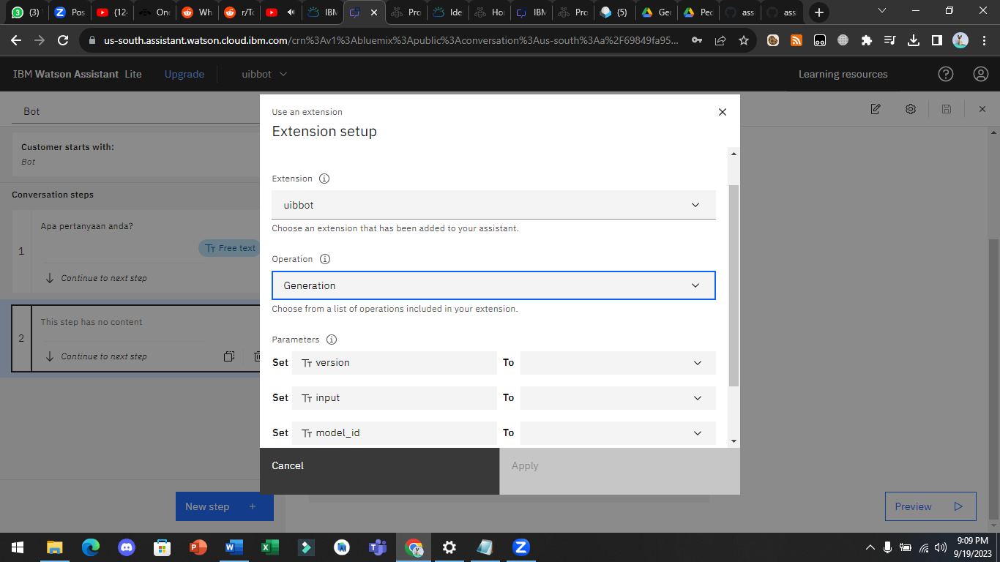 (3)
Pos
(12
On
Wh
r/To
IBM
Pro
Ide
Ho
IBM
Pro
(5)
Ger
Ped
ass
ass
us-south.assistant.watson.cloud.ibm.com/crn%3Av1%3Abluemix%3Apublic%3Aconversation%3Aus-south%3Aa%2F69849fa95...
IBM Watson Assistant Lite
Upgrade
uibbot
Learning resources
Bot
Customer starts with:
Bot
Conversation steps
1
Apa pertanyaan anda?
Free text
Continue to next step
2
This step has no content
Continue to next step
New step +
Use an extension
Extension setup
Extension
uibbot
Choose an extension that has been added to your assistant.
Operation
Generation
Choose from a list of operations included in your extension.
Parameters
Set version To
Set input To
Set model_id To
Cancel
Apply
Preview
9:09 PM
9/19/2023